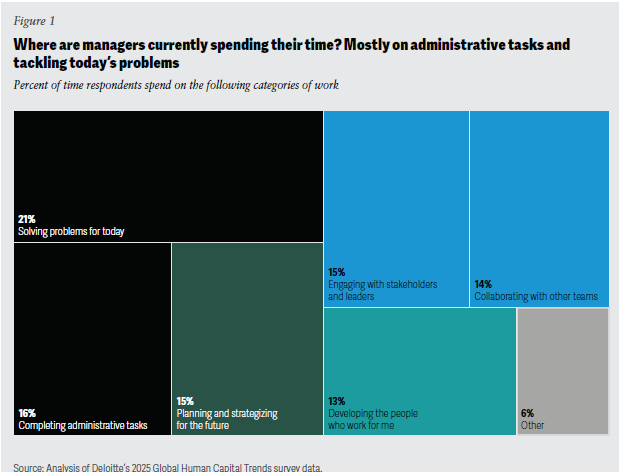 Figure 1
Where are managers currently spending their time? Mostly on administrative tasks and
tackling today’s problems
Percent of time respondents spend on the following categories of work
21%
Solving problems for today
16%
Completing administrative tasks
15%
Planning and strategizing
for the future
15%
Engaging with stakeholders
and leaders
14%
Collaborating with other teams
13%
Developing the people
who work for me
6%
Other
Source: Analysis of Deloitte’s 2025 Global Human Capital Trends survey data.